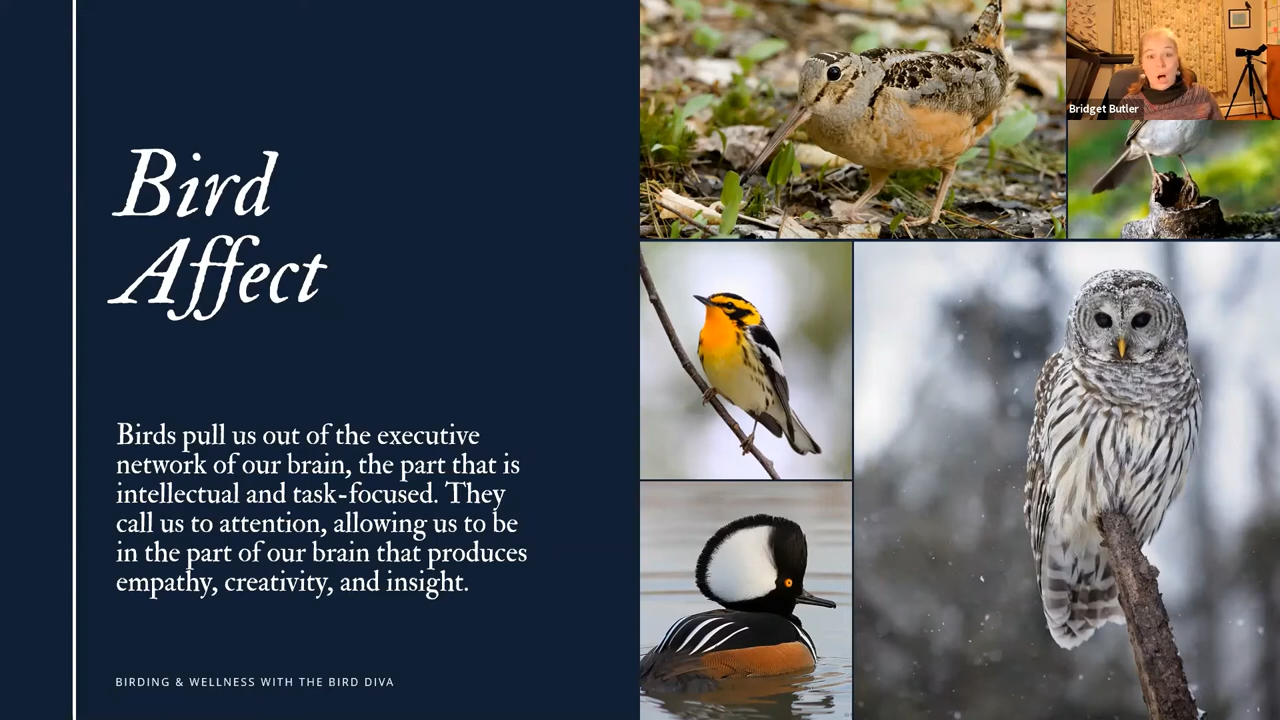 Bird
Affect
Birds pull us out of the executive
network of our brain, the part that is
intellectual and task-focused. They
call us to attention, allowing us to be
in the part of our brain that produces
empathy, creativity, and insight.
BIRDING & WELLNESS WITH THE BIRD DIVA
Bridget Butler